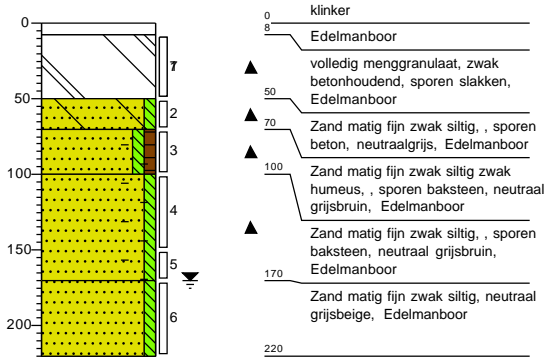 0
50
100
150
200
1
2
3
4
5
6
0
klinker
8
Edelmanboor
volledig menggranulaat, zwak
betonhoudend, sporen slakken,
Edelmanboor
50
Zand matig fijn zwak siltig, , sporen
beton, neutraalgrijs, Edelmanboor
70
Zand matig fijn zwak siltig zwak
humeus, , sporen baksteen, neutraal
grijsbruin, Edelmanboor
100
Zand matig fijn zwak siltig, , sporen
baksteen, neutraal grijsbruin,
Edelmanboor
170
Zand matig fijn zwak siltig, neutraal
grijsbeige, Edelmanboor
220